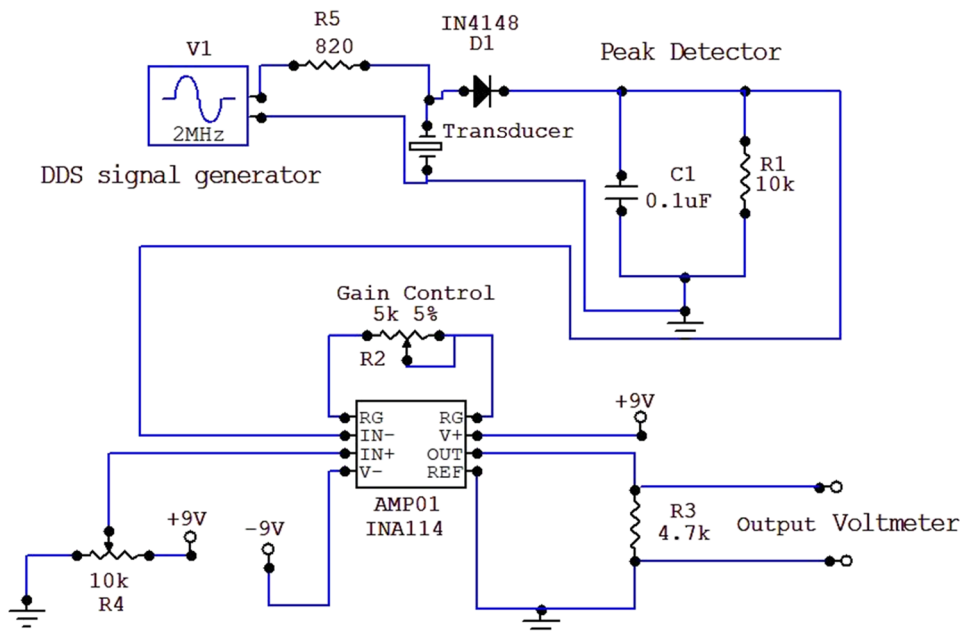 R5
820
IN4148
D1
Peak Detector
V1
2MHz
DDS signal generator
Transducer
C1
0.1uF
R1
10k
Gain Control
5k 5%
R2
RG
IN-
IN+
V-
RG
V+
OUT
REF
AMP01
INA114
+9V
-9V
+9V
10k
R4
R3
4.7k
Output Voltmeter